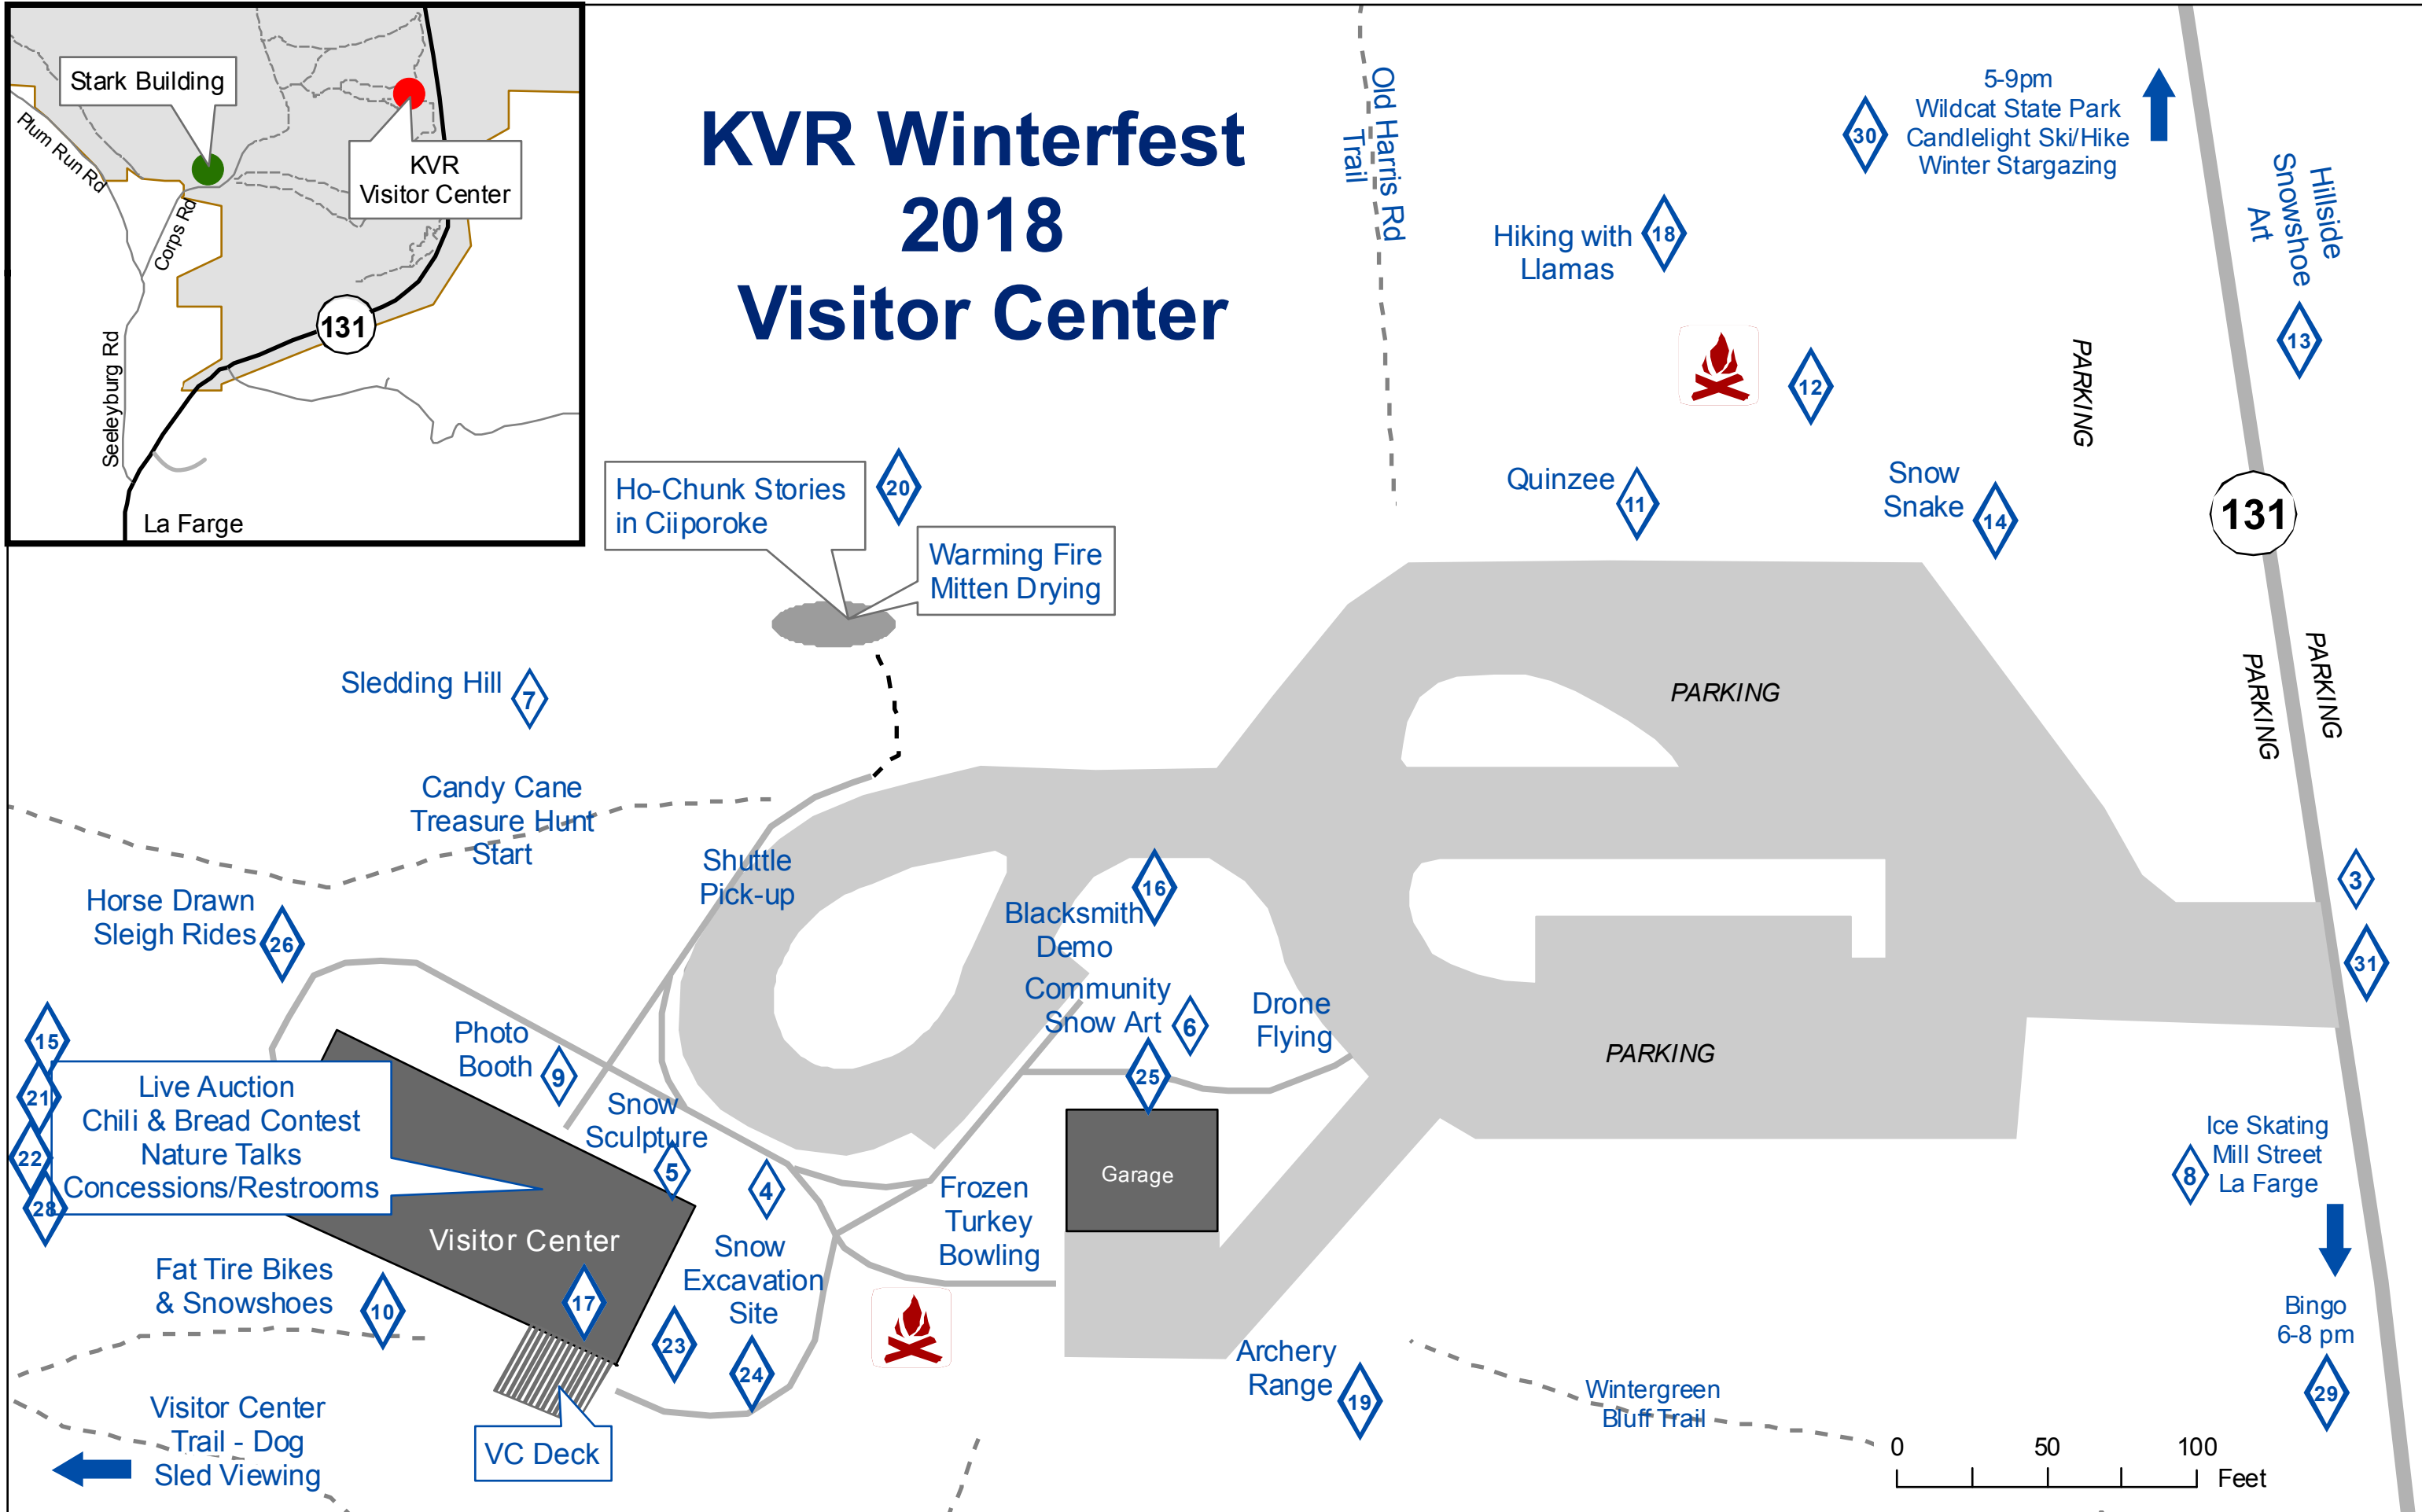 KVR Winterfest
2018
Visitor Center
Stark Building
KVR
Visitor Center
Plum Run Rd
Corps Rd
Seeleyburg Rd
131
La Farge
Old Harris Rd
Trail
5-9pm
Wildcat State Park
Candlelight Ski/Hike
Winter Stargazing
30
Hillside
Snowshoe
Art
13
Hiking with
Llamas
18
12
PARKING
Quinzee
11
Snow
Snake
14
131
Ho-Chunk Stories
in Ciiporoke
20
Warming Fire
Mitten Drying
Sledding Hill
7
PARKING
PARKING
PARKING
Candy Cane
Treasure Hunt
Start
Shuttle
Pick-up
16
Blacksmith
Demo
3
31
Horse Drawn
Sleigh Rides
26
Community
Snow Art
6
Drone
Flying
25
PARKING
Photo
Booth
9
15
21
22
28
Live Auction
Chili & Bread Contest
Nature Talks
Concessions/Restrooms
Snow
Sculpture
5
4
Garage
Ice Skating
Mill Street
La Farge
8
Visitor Center
Frozen
Turkey
Bowling
Snow
Excavation
Site
Fat Tire Bikes
& Snowshoes
10
17
23
24
Bingo
6-8 pm
29
Archery
Range
19
Wintergreen
Bluff Trail
Visitor Center
Trail - Dog
Sled Viewing
VC Deck
0 50 100
Feet